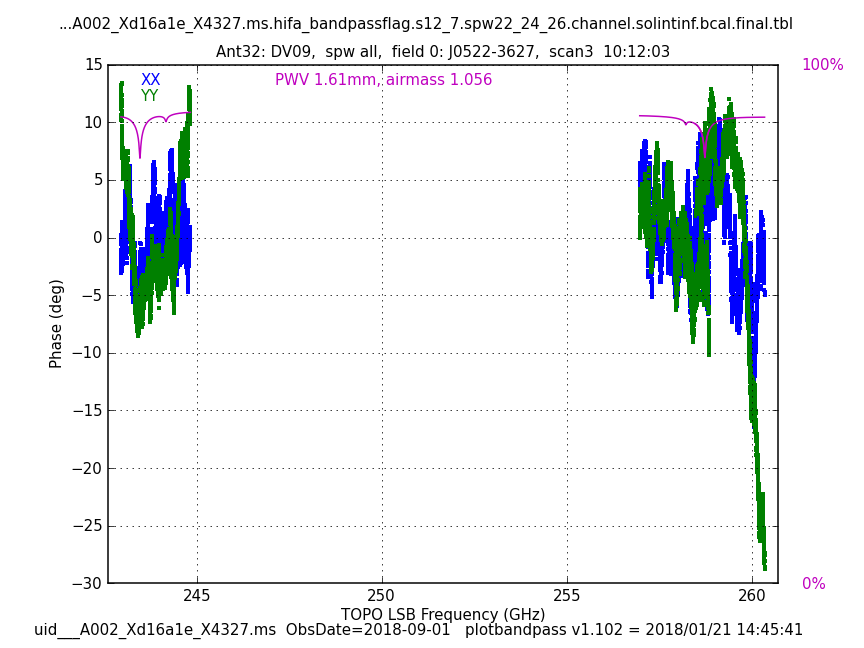 ...A002_Xd16a1e_X4327.ms.hifa_bandpassflag.s12_7.spw22_24_26.channel.solintinf.bcal.final.tbl
Ant32: DV09,  spw all,  field 0: J0522-3627,  scan3  10:12:03
XX
YY
PWV 1.61mm, airmass 1.056
100%
0%
15
10
5
0
−5
−10
−15
−20
−25
−30
Phase (deg)
245
250
255
260
TOPO LSB Frequency (GHz)
uid___A002_Xd16a1e_X4327.ms  ObsDate=2018-09-01   plotbandpass v1.102 = 2018/01/21 14:45:41